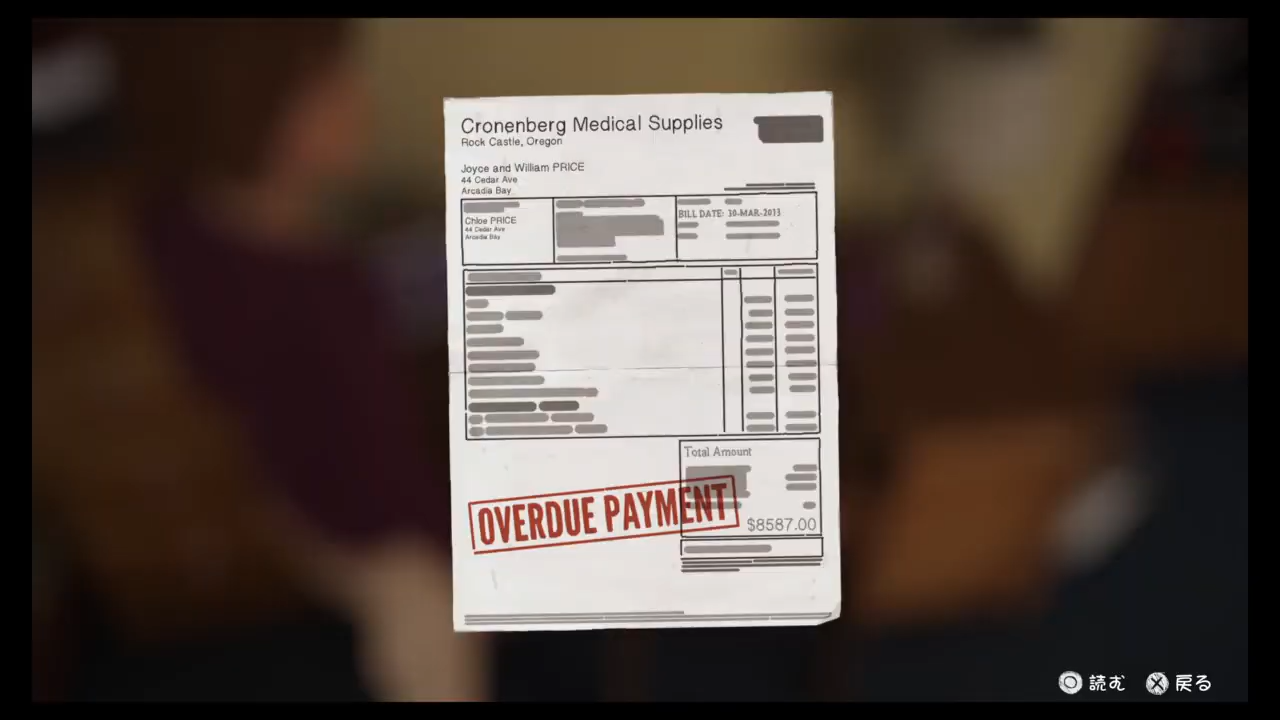 Cronenberg Medical Supplies
Rock Castle, Oregon
Joyce and William PRICE
44 Cedar Ave
Arcadia Bay
Chloe PRICE
44 Cedar Ave
Arcadia Bay
BILL DATE: 30-MAR-2013
Total Amount
OVERDUE PAYMENT
$8587.00
読む 戻る